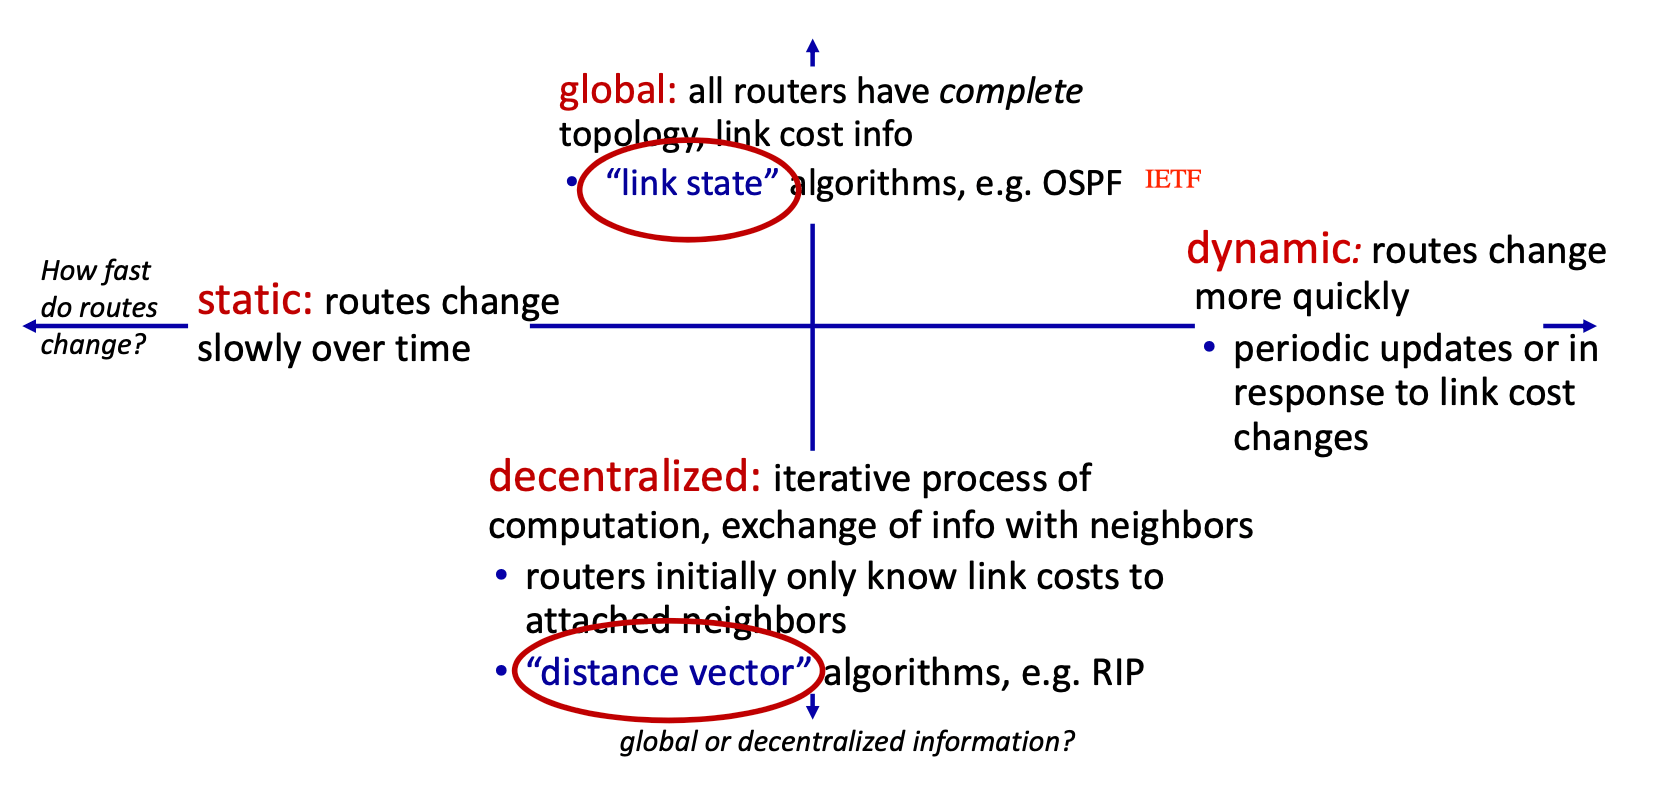 global: all routers have complete
topology, link cost info
• “link state” algorithms, e.g. OSPF IETF
How fast
do routes
change?
static: routes change
slowly over time
dynamic: routes change
more quickly
• periodic updates or in
response to link cost
changes
decentralized: iterative process of
computation, exchange of info with neighbors
• routers initially only know link costs to
attached neighbors
• “distance vector” algorithms, e.g. RIP
global or decentralized information?